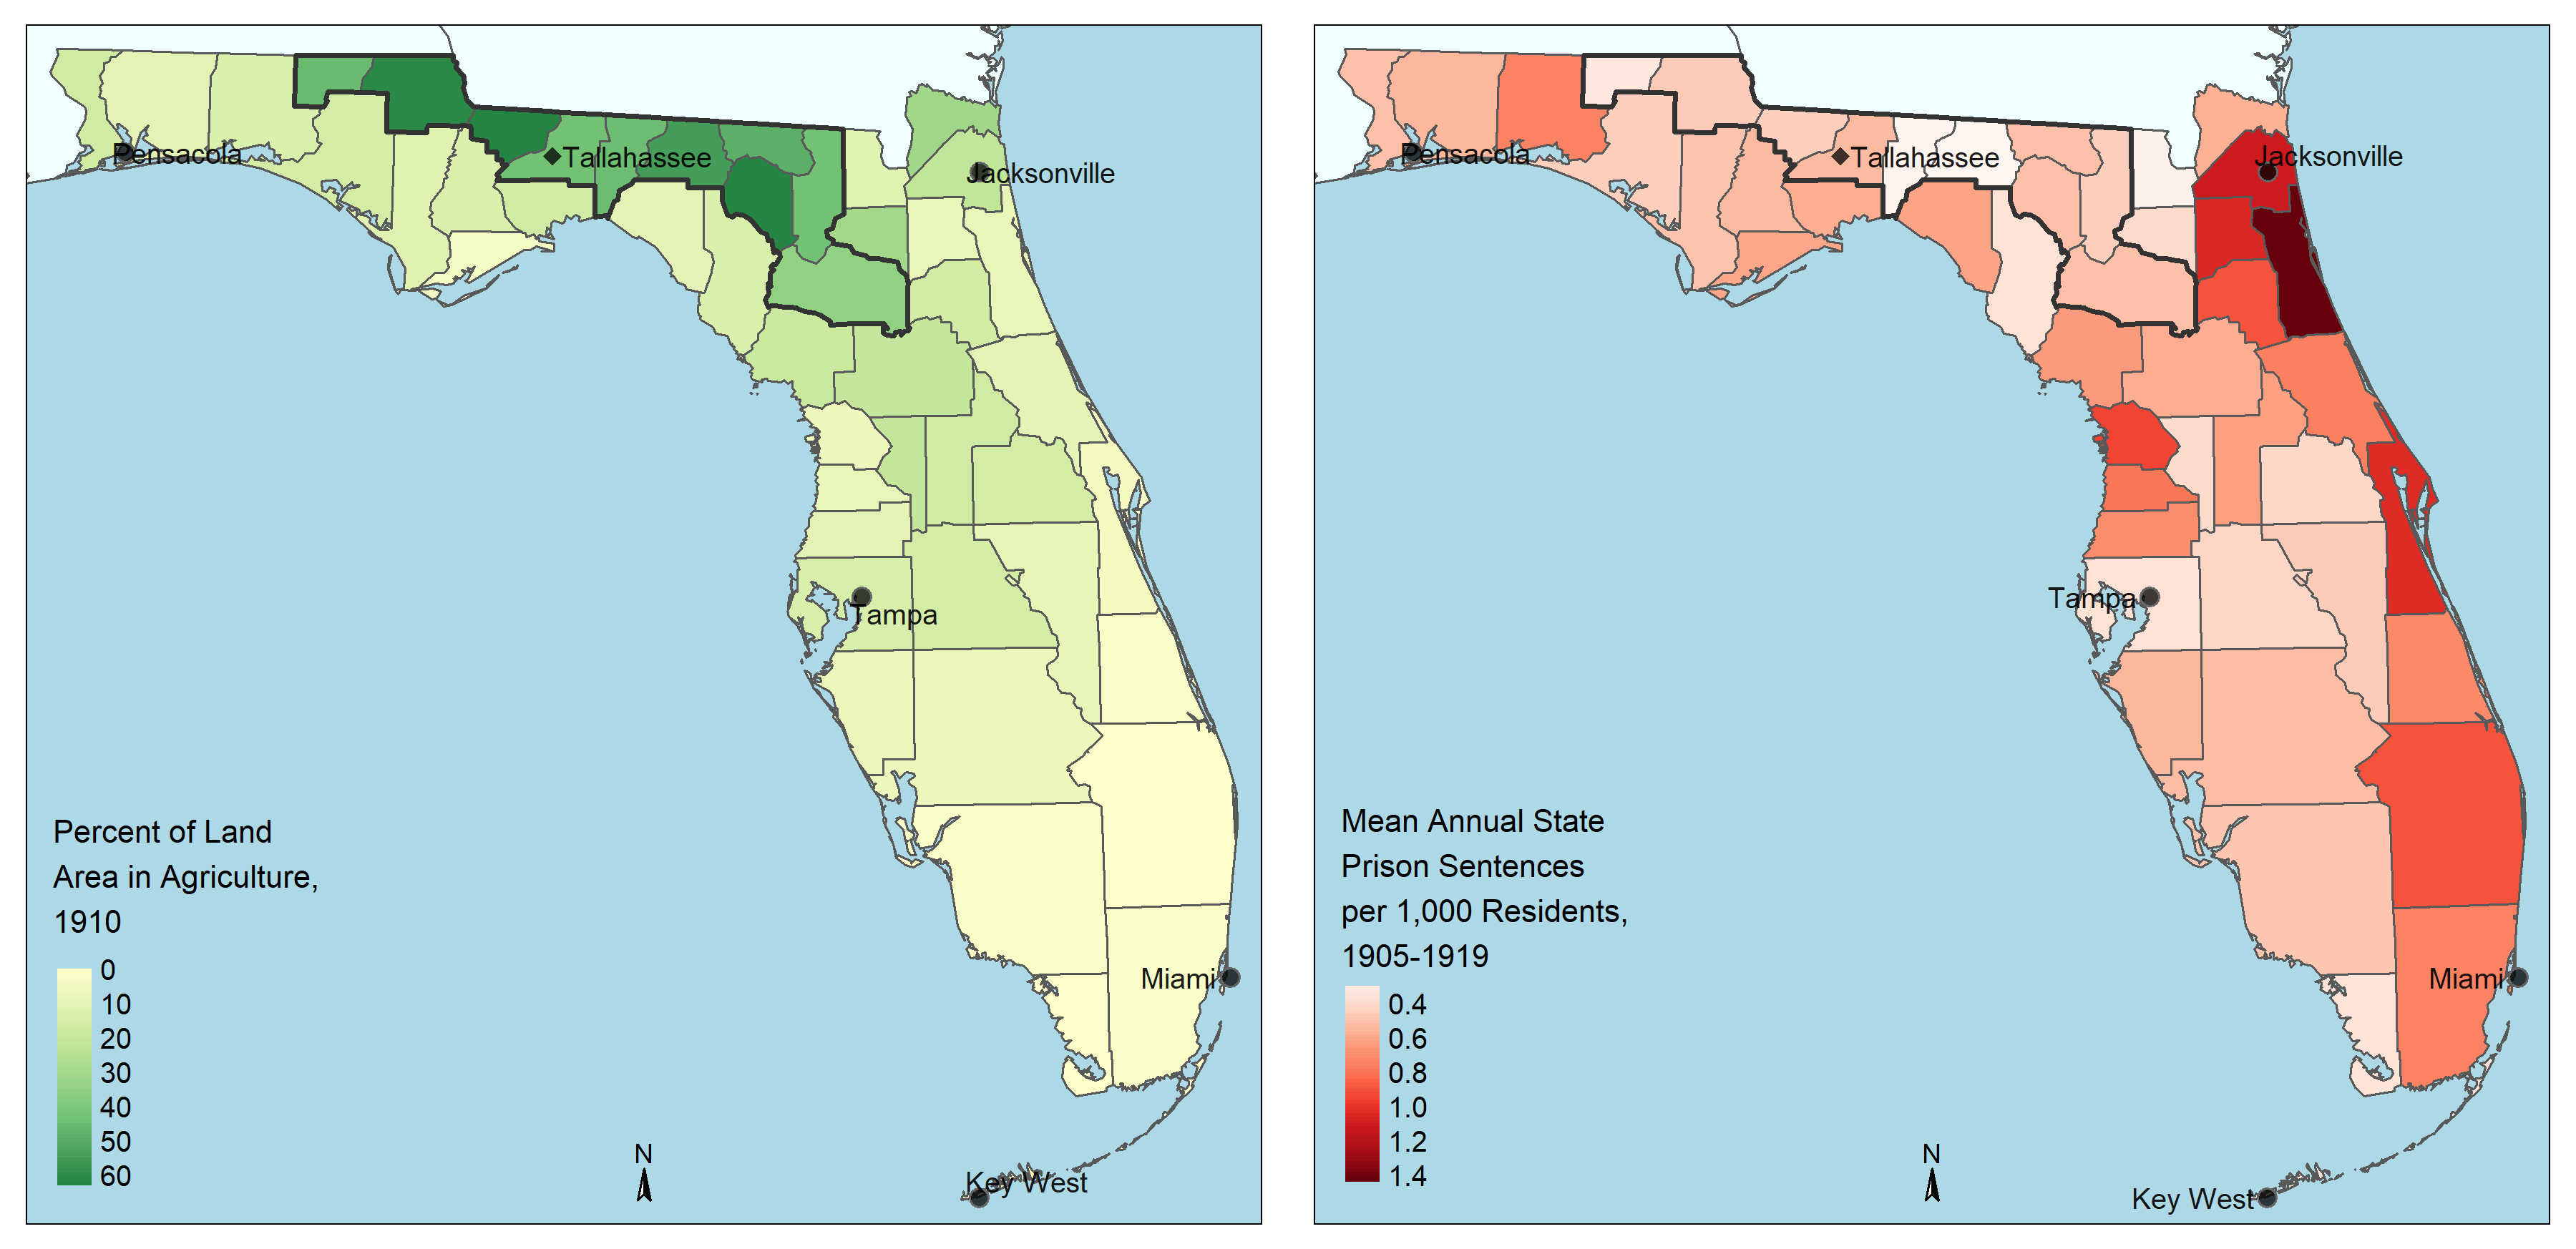 Pensacola
Tallahassee
Jacksonville
Tampa
Miami
Key West
N
Percent of Land
Area in Agriculture,
1910
0
10
20
30
40
50
60
Pensacola
Tallahassee
Jacksonville
Tampa
Miami
Key West
N
Mean Annual State
Prison Sentences
per 1,000 Residents,
1905-1919
0.4
0.6
0.8
1.0
1.2
1.4